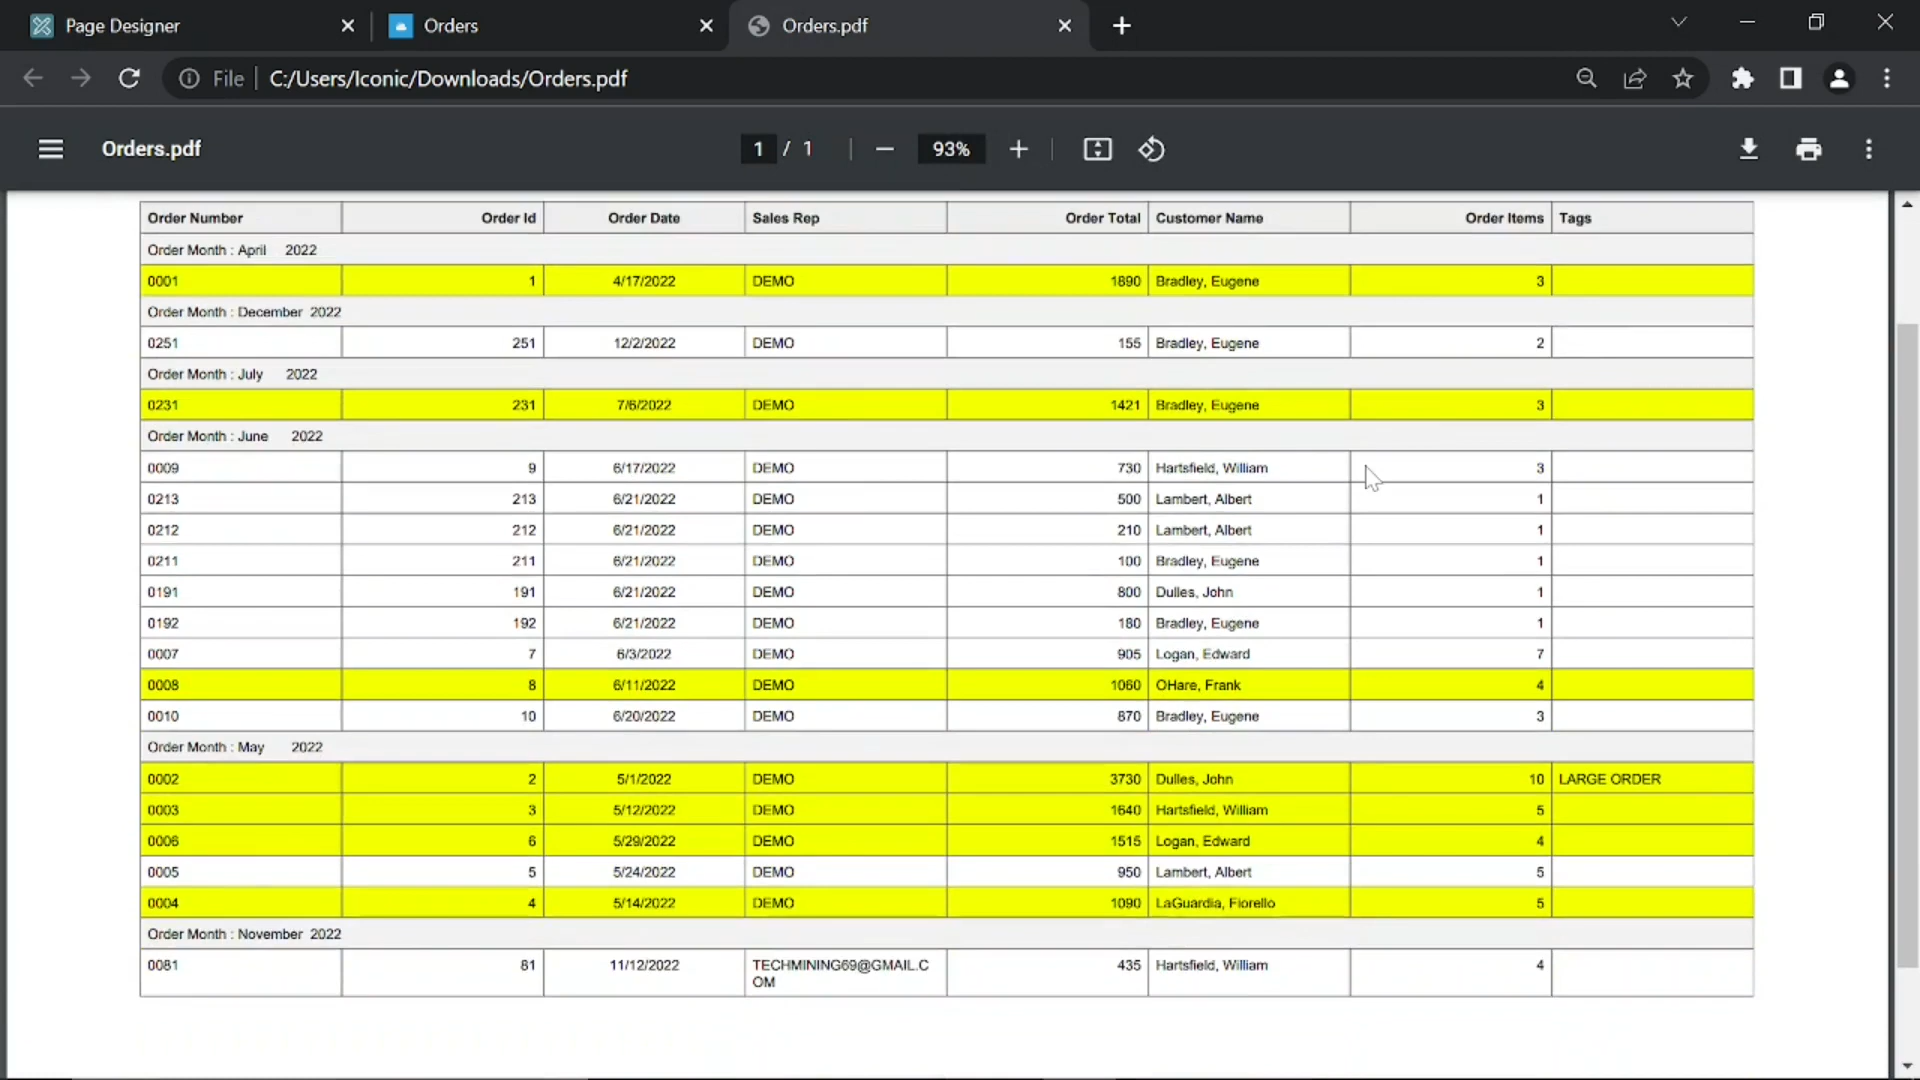 Page Designer Orders Orders.pdf
File C:/Users/Iconic/Downloads/Orders.pdf
Orders.pdf 1 / 1 93%
Order Number Order Id Order Date Sales Rep Order Total Customer Name Order Items Tags
Order Month : April 2022
0001 1 4/17/2022 DEMO 1890 Bradley, Eugene 3
Order Month : December 2022
0251 251 12/2/2022 DEMO 155 Bradley, Eugene 2
Order Month : July 2022
0231 231 7/6/2022 DEMO 1421 Bradley, Eugene 3
Order Month : June 2022
0009 9 6/17/2022 DEMO 730 Hartsfield, William 3
0213 213 6/21/2022 DEMO 500 Lambert, Albert 1
0212 212 6/21/2022 DEMO 210 Lambert, Albert 1
0211 211 6/21/2022 DEMO 100 Bradley, Eugene 1
0191 191 6/21/2022 DEMO 800 Dulles, John 1
0192 192 6/21/2022 DEMO 180 Bradley, Eugene 1
0007 7 6/3/2022 DEMO 905 Logan, Edward 7
0008 8 6/11/2022 DEMO 1060 OHare, Frank 4
0010 10 6/20/2022 DEMO 870 Bradley, Eugene 3
Order Month : May 2022
0002 2 5/1/2022 DEMO 3730 Dulles, John 10 LARGE ORDER
0003 3 5/12/2022 DEMO 1640 Hartsfield, William 5
0006 6 5/29/2022 DEMO 1515 Logan, Edward 4
0005 5 5/24/2022 DEMO 950 Lambert, Albert 5
0004 4 5/14/2022 DEMO 1090 LaGuardia, Fiorello 5
Order Month : November 2022
0081 81 11/12/2022 TECHMINING69@GMAIL.C 435 Hartsfield, William 4
OM